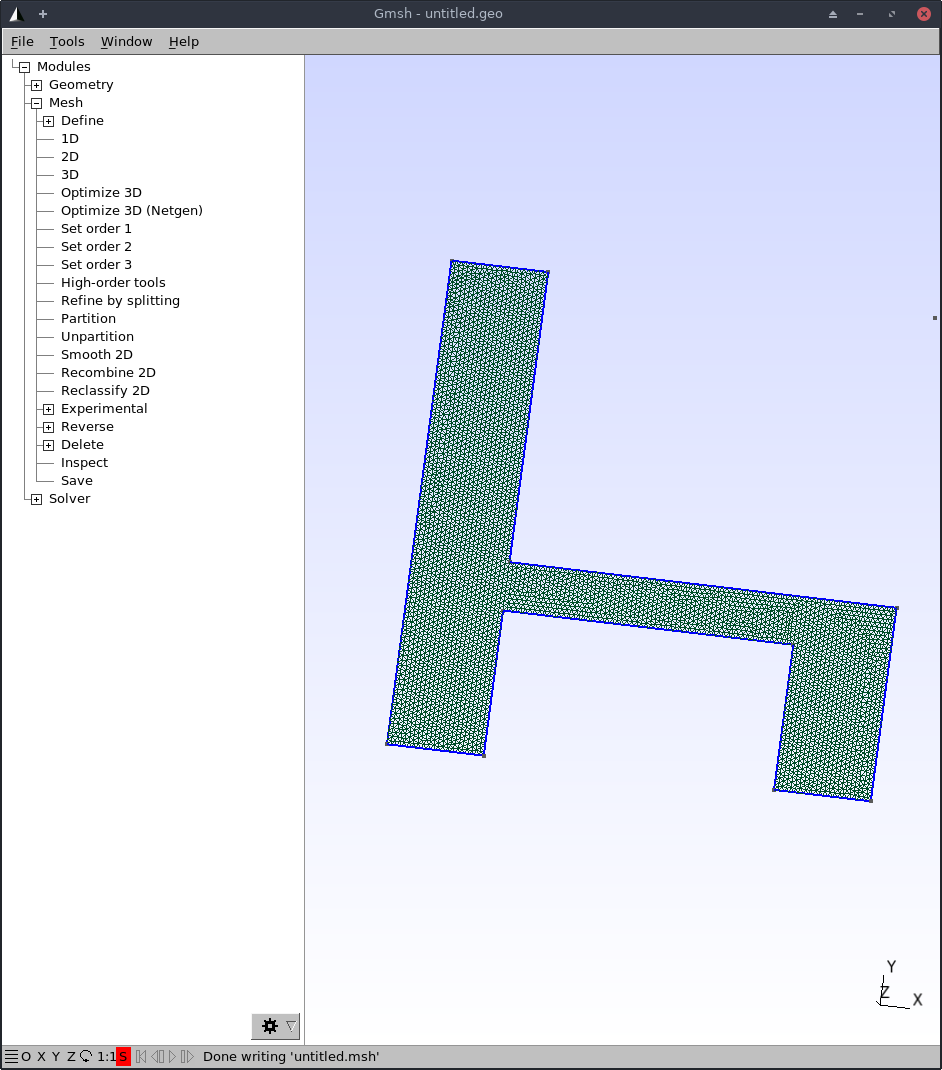 Gmsh - untitled.geo
File Tools Window Help
Modules
Geometry
Mesh
Define
1D
2D
3D
Optimize 3D
Optimize 3D (Netgen)
Set order 1
Set order 2
Set order 3
High-order tools
Refine by splitting
Partition
Unpartition
Smooth 2D
Recombine 2D
Reclassify 2D
Experimental
Reverse
Delete
Inspect
Save
Solver
Y
Z
X
O X Y Z 1:1 S Done writing 'untitled.msh'